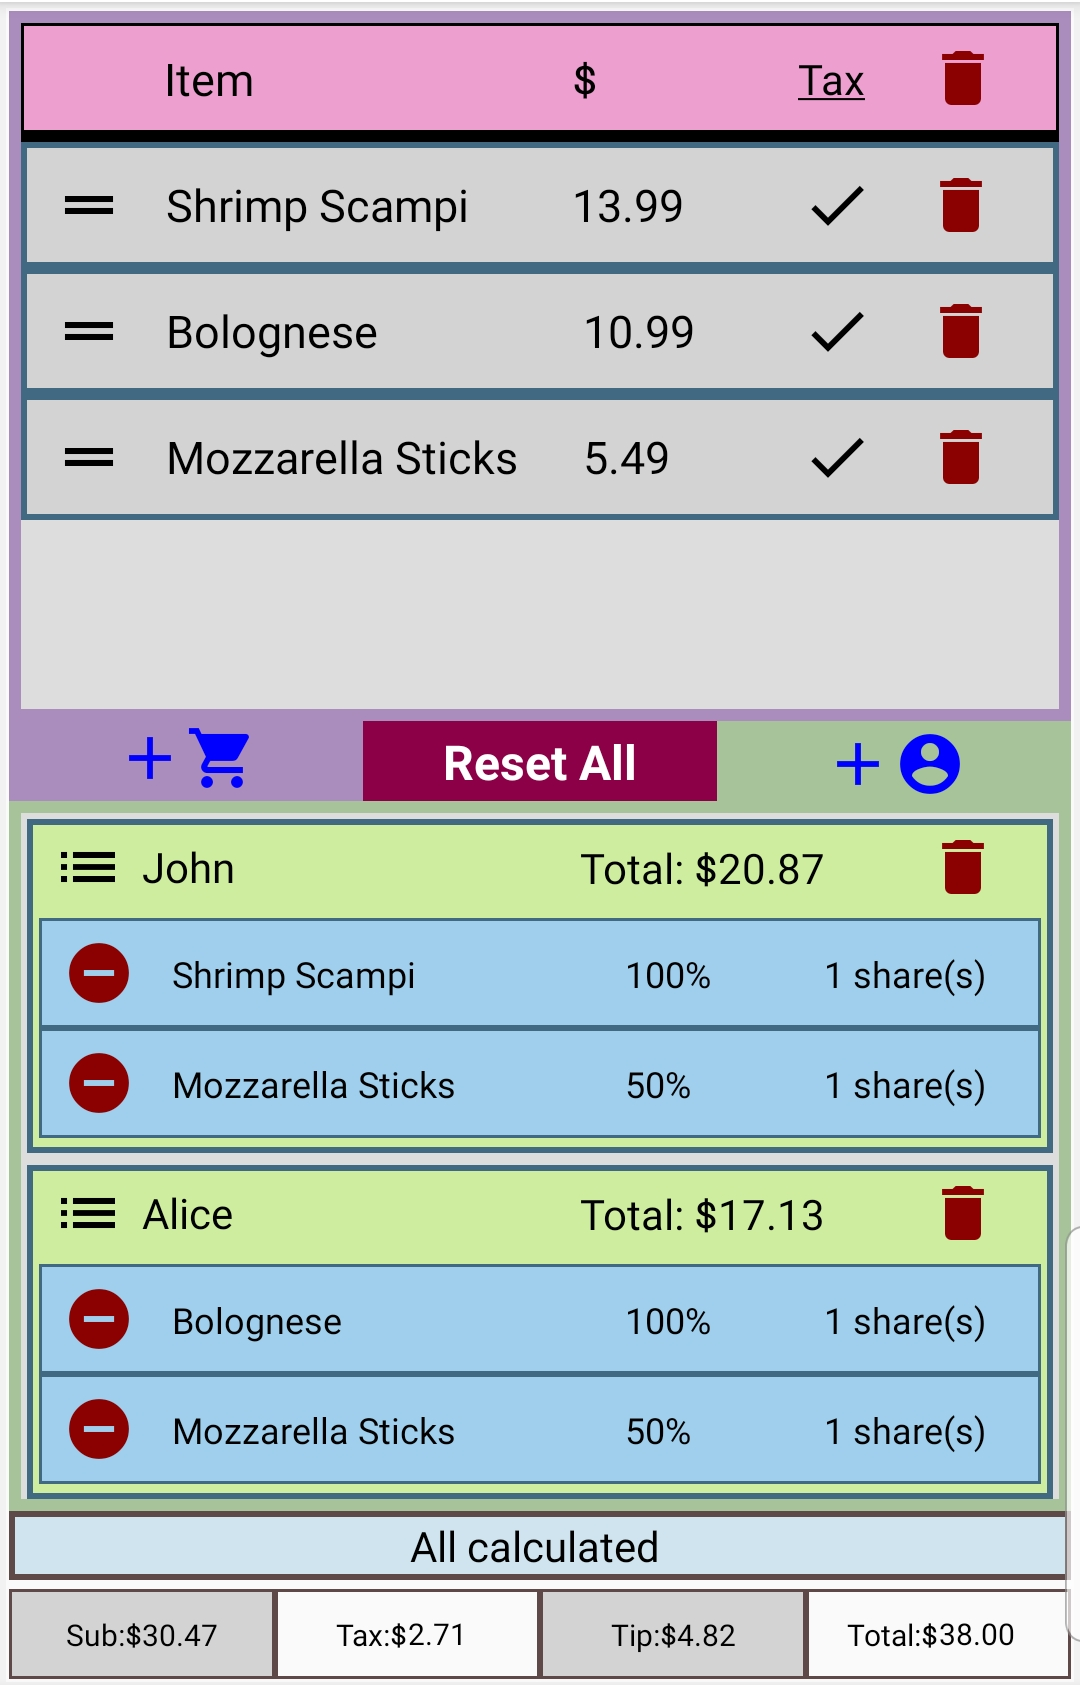 Item $ Tax
Shrimp Scampi 13.99
Bolognese 10.99
Mozzarella Sticks 5.49
Reset All
John Total: $20.87
Shrimp Scampi 100% 1 share(s)
Mozzarella Sticks 50% 1 share(s)
Alice Total: $17.13
Bolognese 100% 1 share(s)
Mozzarella Sticks 50% 1 share(s)
All calculated
Sub:$30.47 Tax:$2.71 Tip:$4.82 Total:$38.00